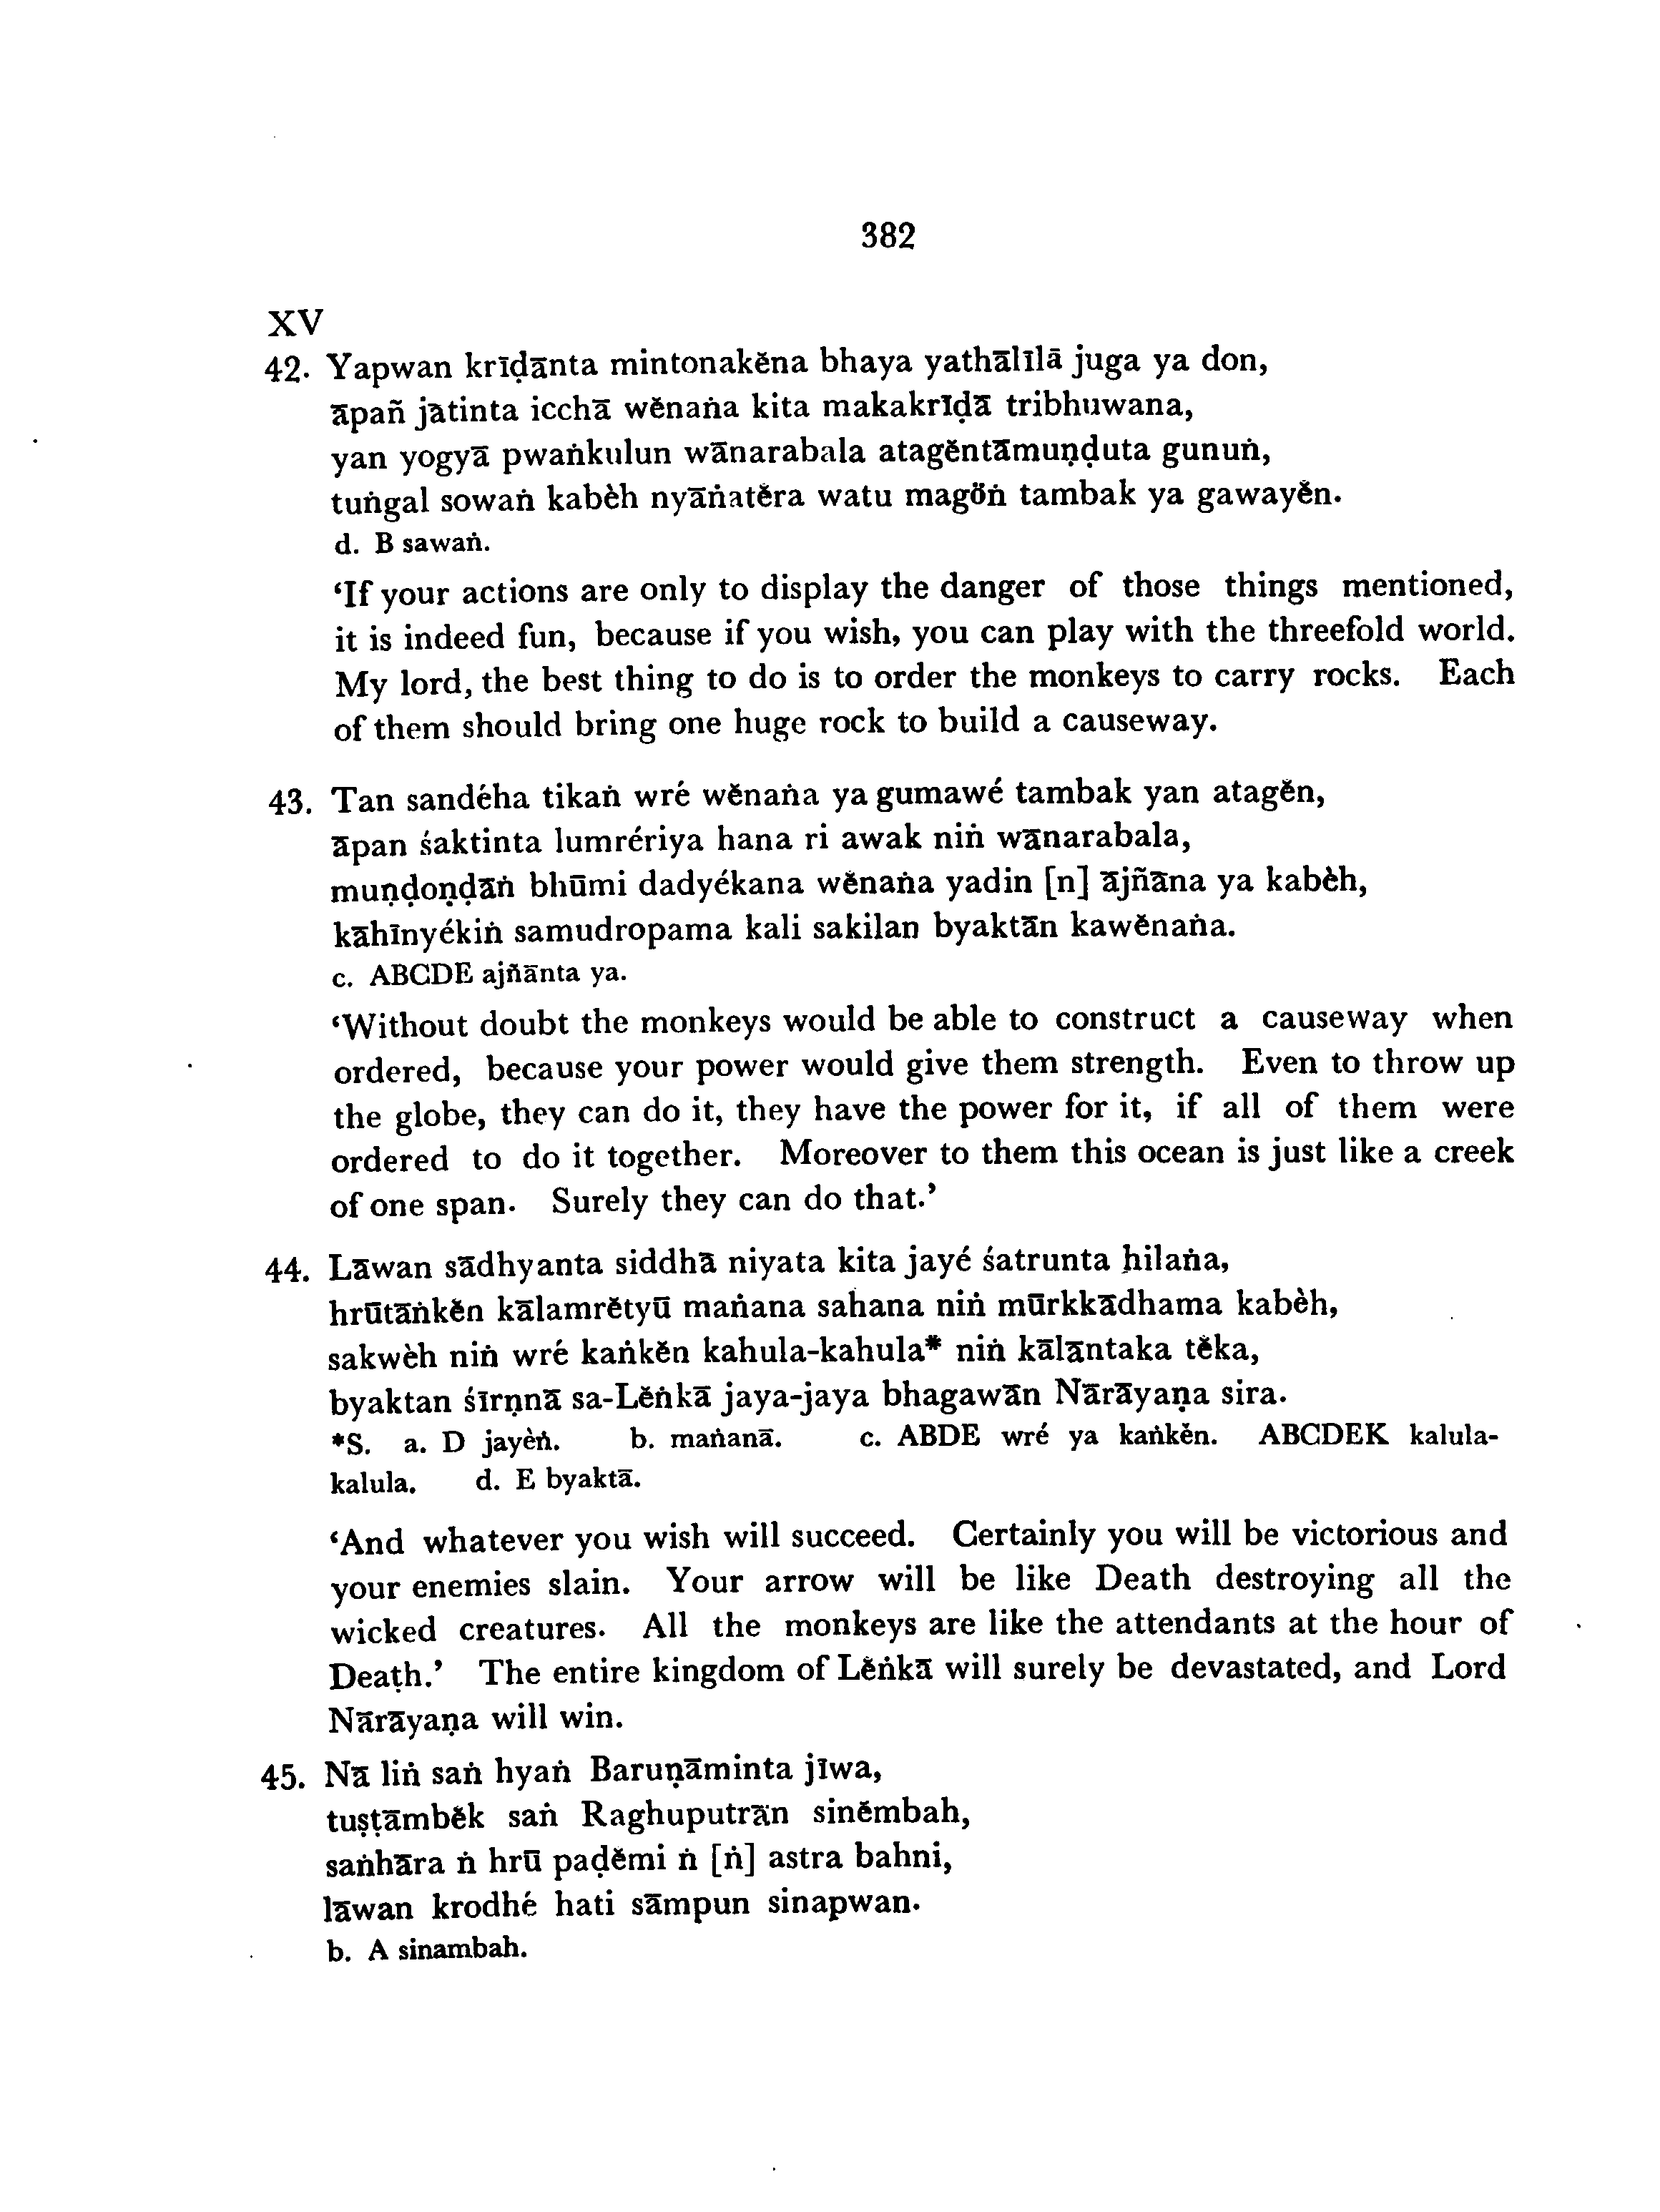 382
XV
42. Yapwan krīḍānta mintonakĕna bhaya yathālīlā juga ya don,
āpañ jātinta icchā wĕnaṅa kita makakrīḍā tribhuwana,
yan yogyā pwaṅkulun wānarabala atagĕntāmuṇḍuta gunuṅ,
tuṅgal sowaṅ kabèh nyāṅatĕra watu magöṅ tambak ya gawayĕn.
d. B sawaṅ.
‘If your actions are only to display the danger of those things mentioned,
it is indeed fun, because if you wish, you can play with the threefold world.
My lord, the best thing to do is to order the monkeys to carry rocks. Each
of them should bring one huge rock to build a causeway.
43. Tan sandéha tikaṅ wré wĕnaṅa ya gumawé tambak yan atagĕn,
āpan śaktinta lumrériya hana ri awak niṅ wānarabala,
muṇḍoṇḍāṅ bhūmi dadyékana wĕnaṅa yadin [n] ājñāna ya kabèh,
kāhīnyékiṅ samudropama kali sakilan byaktān kawĕnaṅa.
c. ABCDE ajñānta ya.
‘Without doubt the monkeys would be able to construct a causeway when
ordered, because your power would give them strength. Even to throw up
the globe, they can do it, they have the power for it, if all of them were
ordered to do it together. Moreover to them this ocean is just like a creek
of one span. Surely they can do that.’
44. Lāwan sādhyanta siddhā niyata kita jayé śatrunta hilaṅa,
hrūtāṅkĕn kālamrĕtyū maṅana sahana niṅ mūrkkādhama kabèh,
sakwèh niṅ wré kaṅkĕn kahula-kahula* niṅ kālāntaka tĕka,
byaktan śīrṇnā sa-Lĕṅkā jaya-jaya bhagawān Nārāyaṇa sira.
*S. a. D jayèṅ. b. maṅanā. c. ABDE wré ya kaṅkĕn. ABCDEK kalula-
kalula. d. E byaktā.
‘And whatever you wish will succeed. Certainly you will be victorious and
your enemies slain. Your arrow will be like Death destroying all the
wicked creatures. All the monkeys are like the attendants at the hour of
Death.’ The entire kingdom of Lĕṅkā will surely be devastated, and Lord
Nārāyaṇa will win.
45. Nā liṅ saṅ hyaṅ Baruṇāminta jīwa,
tuṣṭāmbĕk saṅ Raghuputrān sinĕmbah,
saṅhāra ṅ hrū paḍĕmi ṅ [ṅ] astra bahni,
lāwan krodhé hati sāmpun sinapwan.
b. A sinambah.